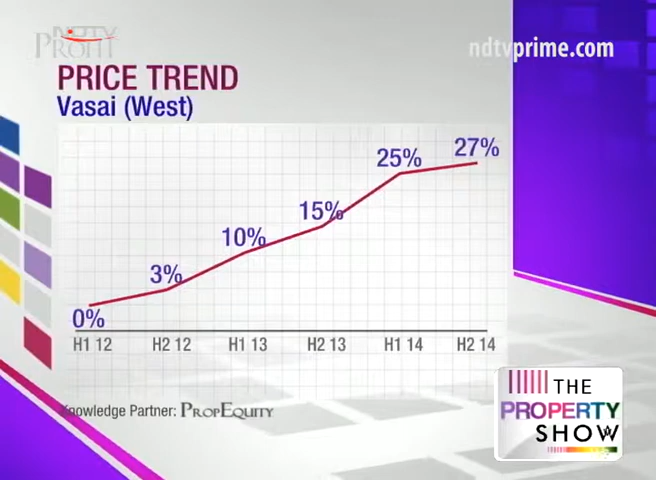 NDTV
PROFIT
ndtvprime.com
PRICE TREND
Vasai (West)
0%
3%
10%
15%
25%
27%
H1 12
H2 12
H1 13
H2 13
H1 14
H2 14
Knowledge Partner: PROPEQUITY
THE
PROPERTY
SHOW